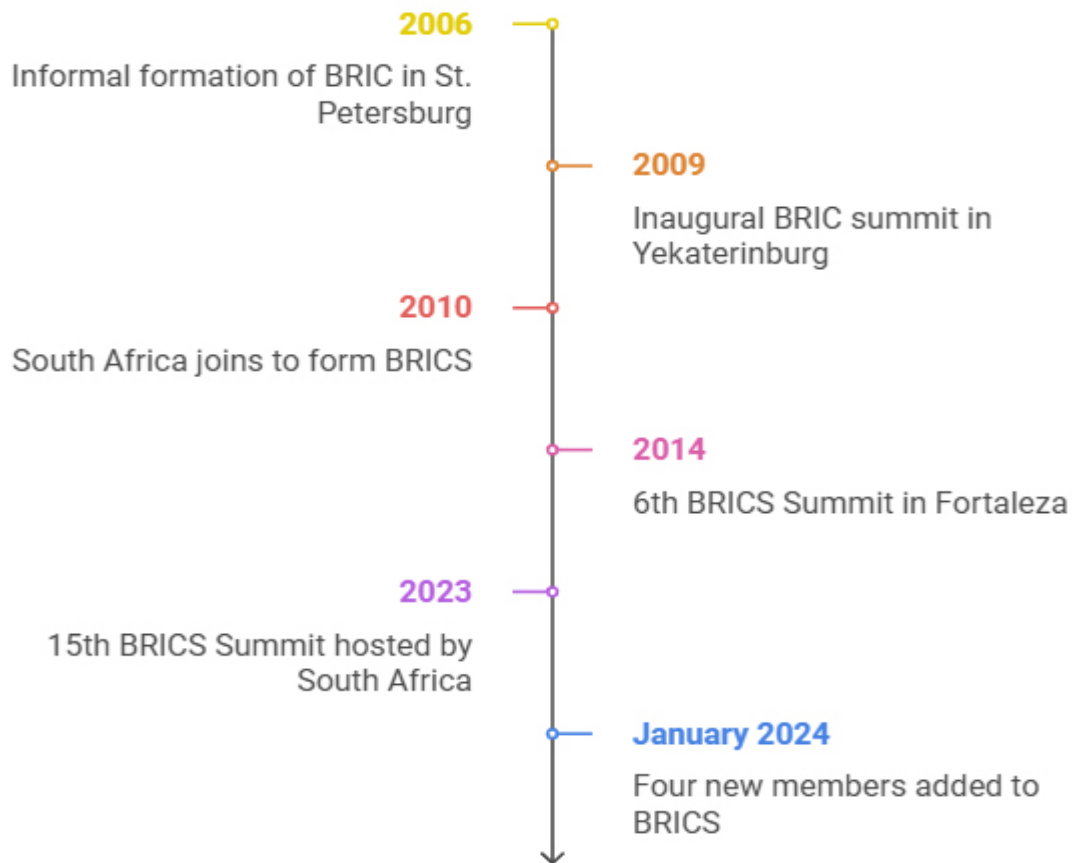 2006
Informal formation of BRIC in St.
Petersburg
2009
Inaugural BRIC summit in
Yekaterinburg
2010
South Africa joins to form BRICS
2014
6th BRICS Summit in Fortaleza
2023
15th BRICS Summit hosted by
South Africa
January 2024
Four new members added to
BRICS